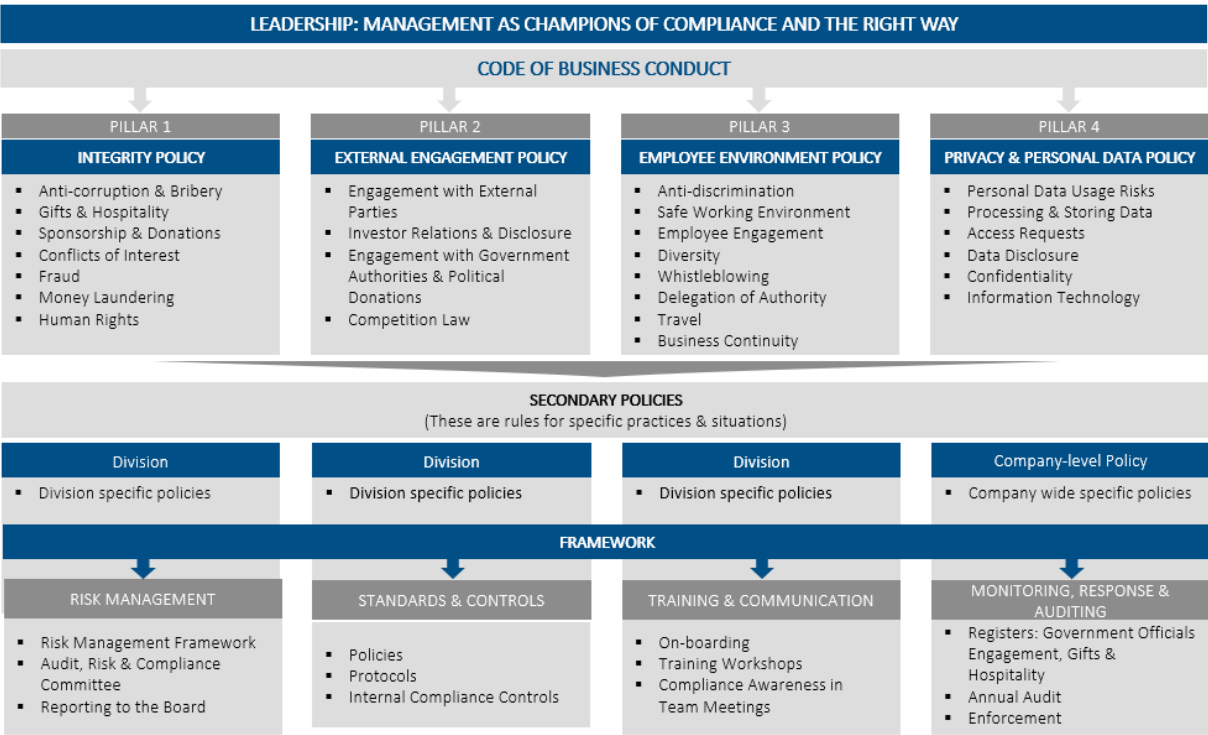 LEADERSHIP: MANAGEMENT AS CHAMPIONS OF COMPLIANCE AND THE RIGHT WAY
CODE OF BUSINESS CONDUCT
PILLAR 1
INTEGRITY POLICY
▪ Anti-corruption & Bribery
▪ Gifts & Hospitality
▪ Sponsorship & Donations
▪ Conflicts of Interest
▪ Fraud
▪ Money Laundering
▪ Human Rights
PILLAR 2
EXTERNAL ENGAGEMENT POLICY
▪ Engagement with External
Parties
▪ Investor Relations & Disclosure
▪ Engagement with Government
Authorities & Political
Donations
▪ Competition Law
PILLAR 3
EMPLOYEE ENVIRONMENT POLICY
▪ Anti-discrimination
▪ Safe Working Environment
▪ Employee Engagement
▪ Diversity
▪ Whistleblowing
▪ Delegation of Authority
▪ Travel
▪ Business Continuity
PILLAR 4
PRIVACY & PERSONAL DATA POLICY
▪ Personal Data Usage Risks
▪ Processing & Storing Data
▪ Access Requests
▪ Data Disclosure
▪ Confidentiality
▪ Information Technology
SECONDARY POLICIES
(These are rules for specific practices & situations)
Division
▪ Division specific policies
Division
▪ Division specific policies
Division
▪ Division specific policies
Company-level Policy
▪ Company wide specific policies
FRAMEWORK
RISK MANAGEMENT
▪ Risk Management Framework
▪ Audit, Risk & Compliance
Committee
▪ Reporting to the Board
STANDARDS & CONTROLS
▪ Policies
▪ Protocols
▪ Internal Compliance Controls
TRAINING & COMMUNICATION
▪ On-boarding
▪ Training Workshops
▪ Compliance Awareness in
Team Meetings
MONITORING, RESPONSE &
AUDITING
▪ Registers: Government Officials
Engagement, Gifts &
Hospitality
▪ Annual Audit
▪ Enforcement